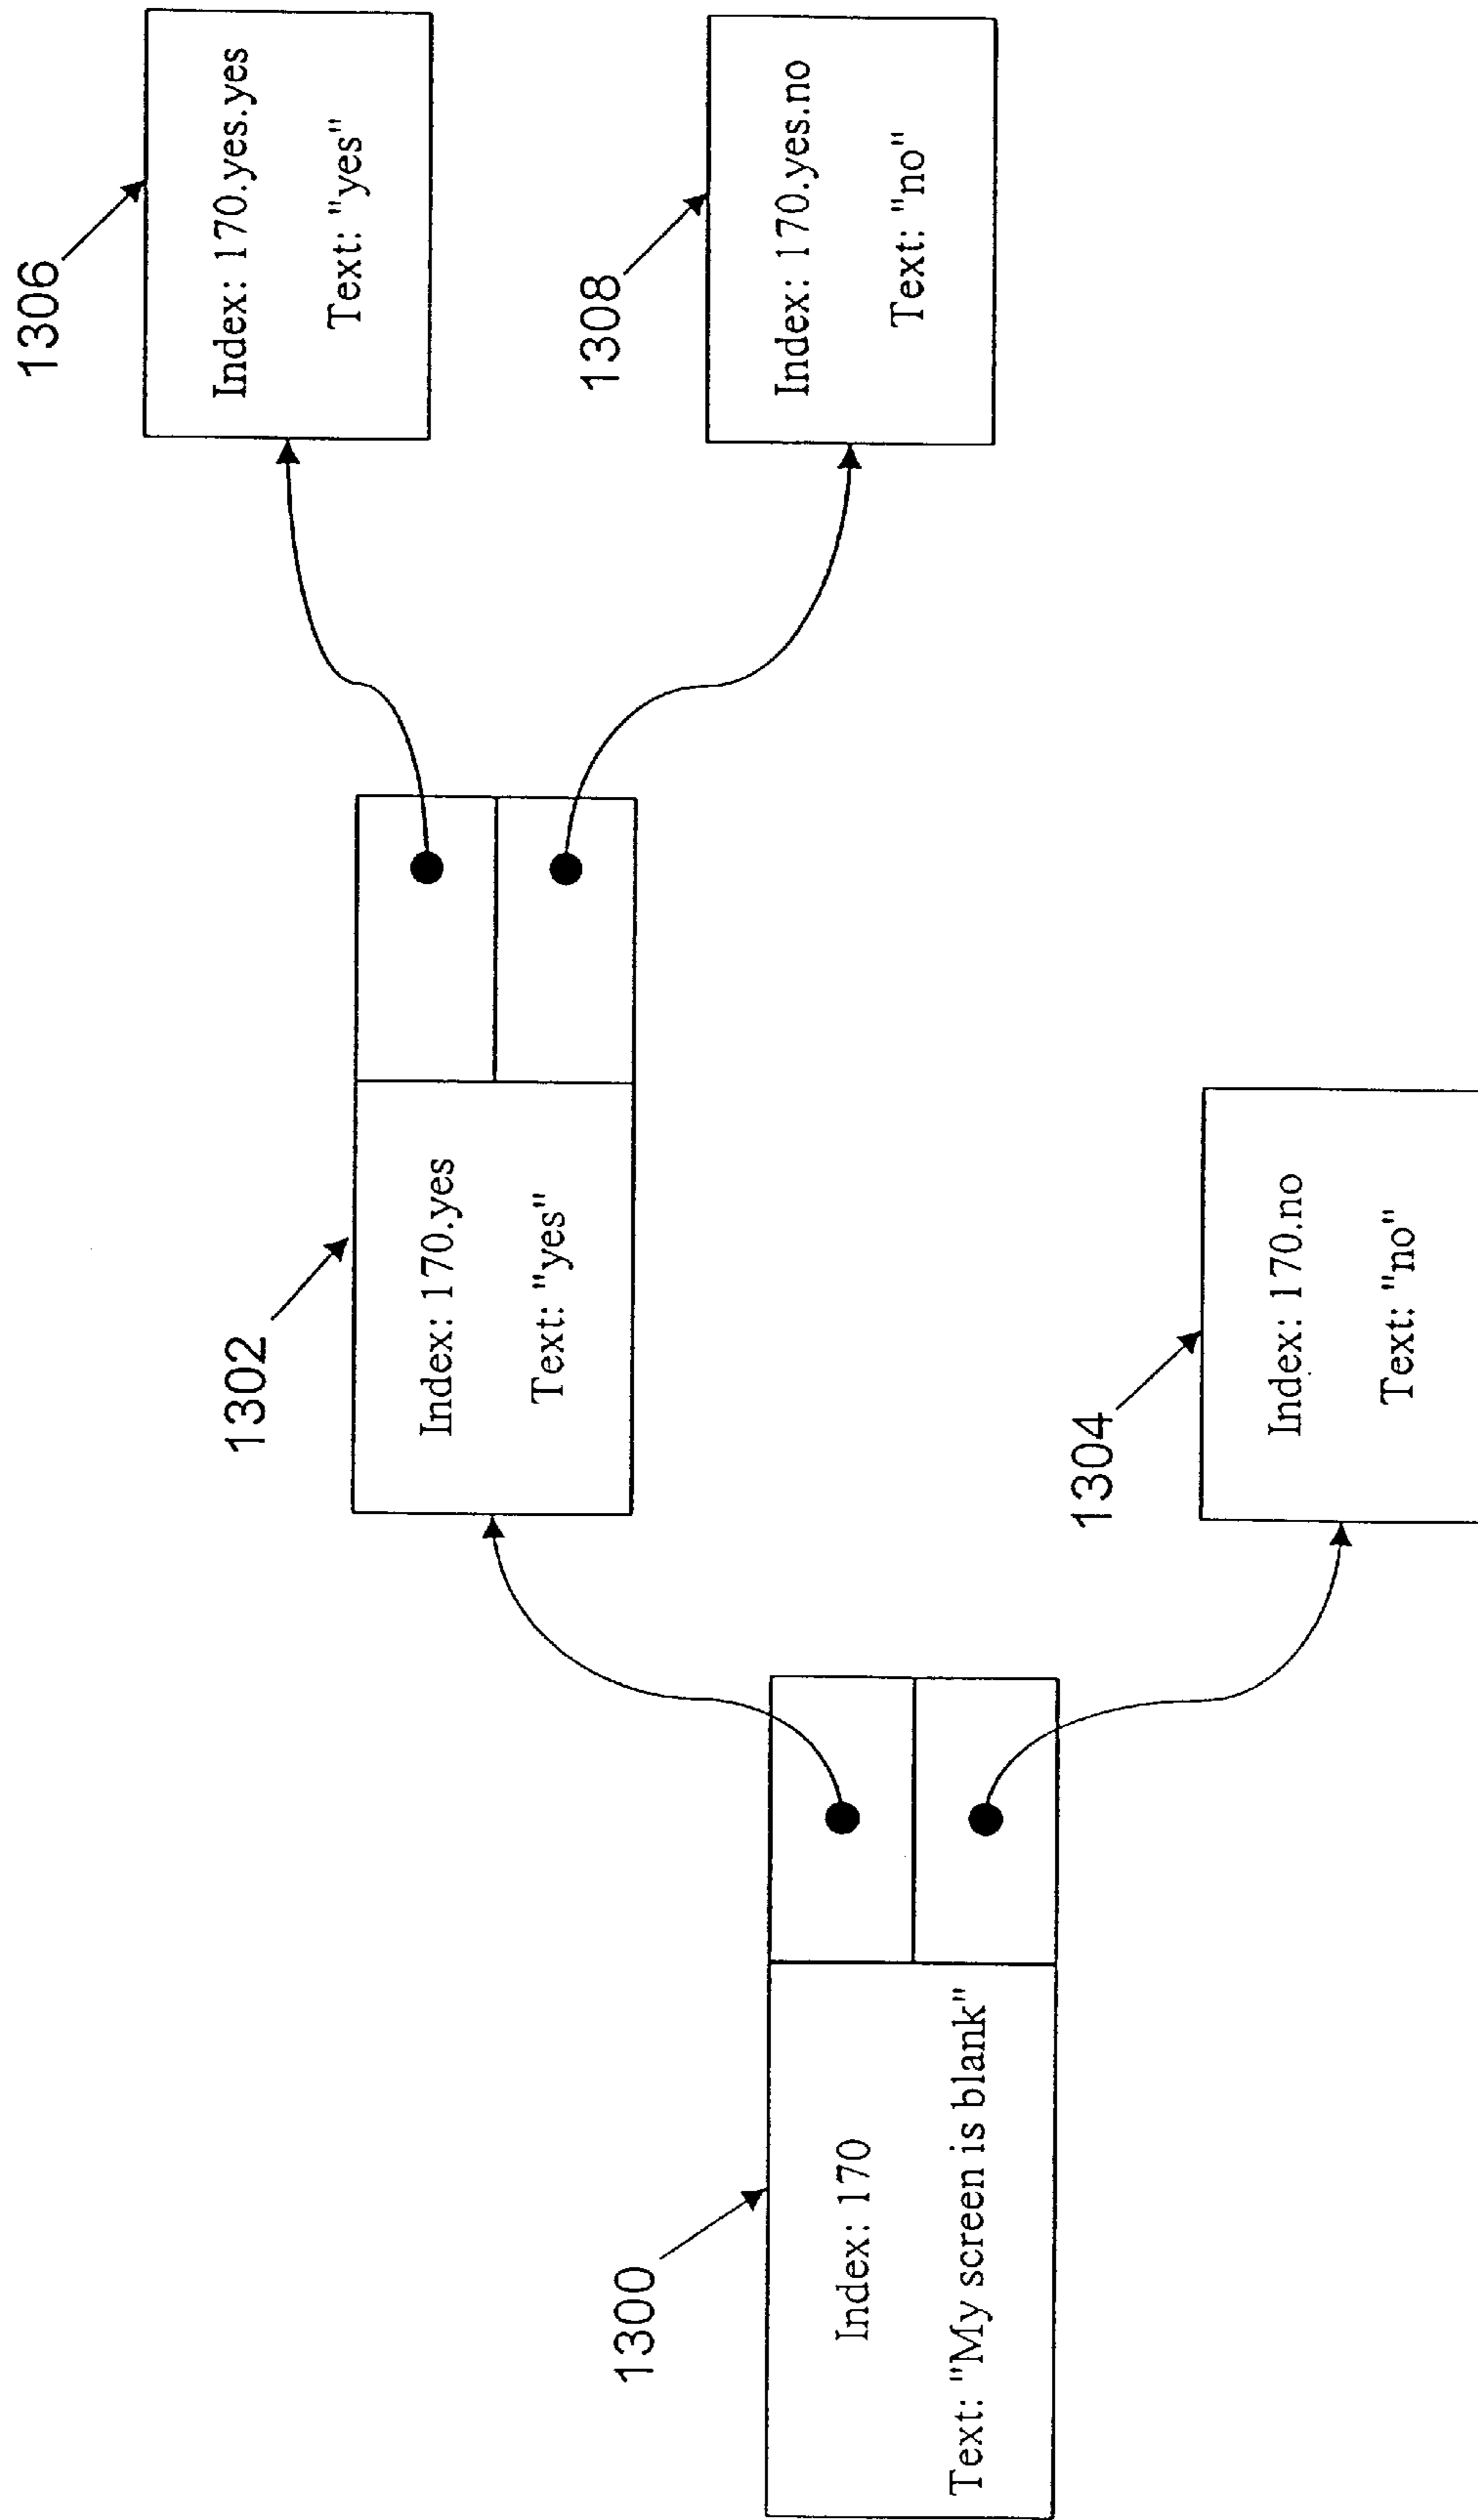 1306
Index: 170.yes.yes
Text: "yes"
1302
Index: 170.yes
Text: "yes"
1308
Index: 170.yes.no
Text: "no"
1300
Index: 170
Text: "My screen is blank"
1304
Index: 170.no
Text: "no"